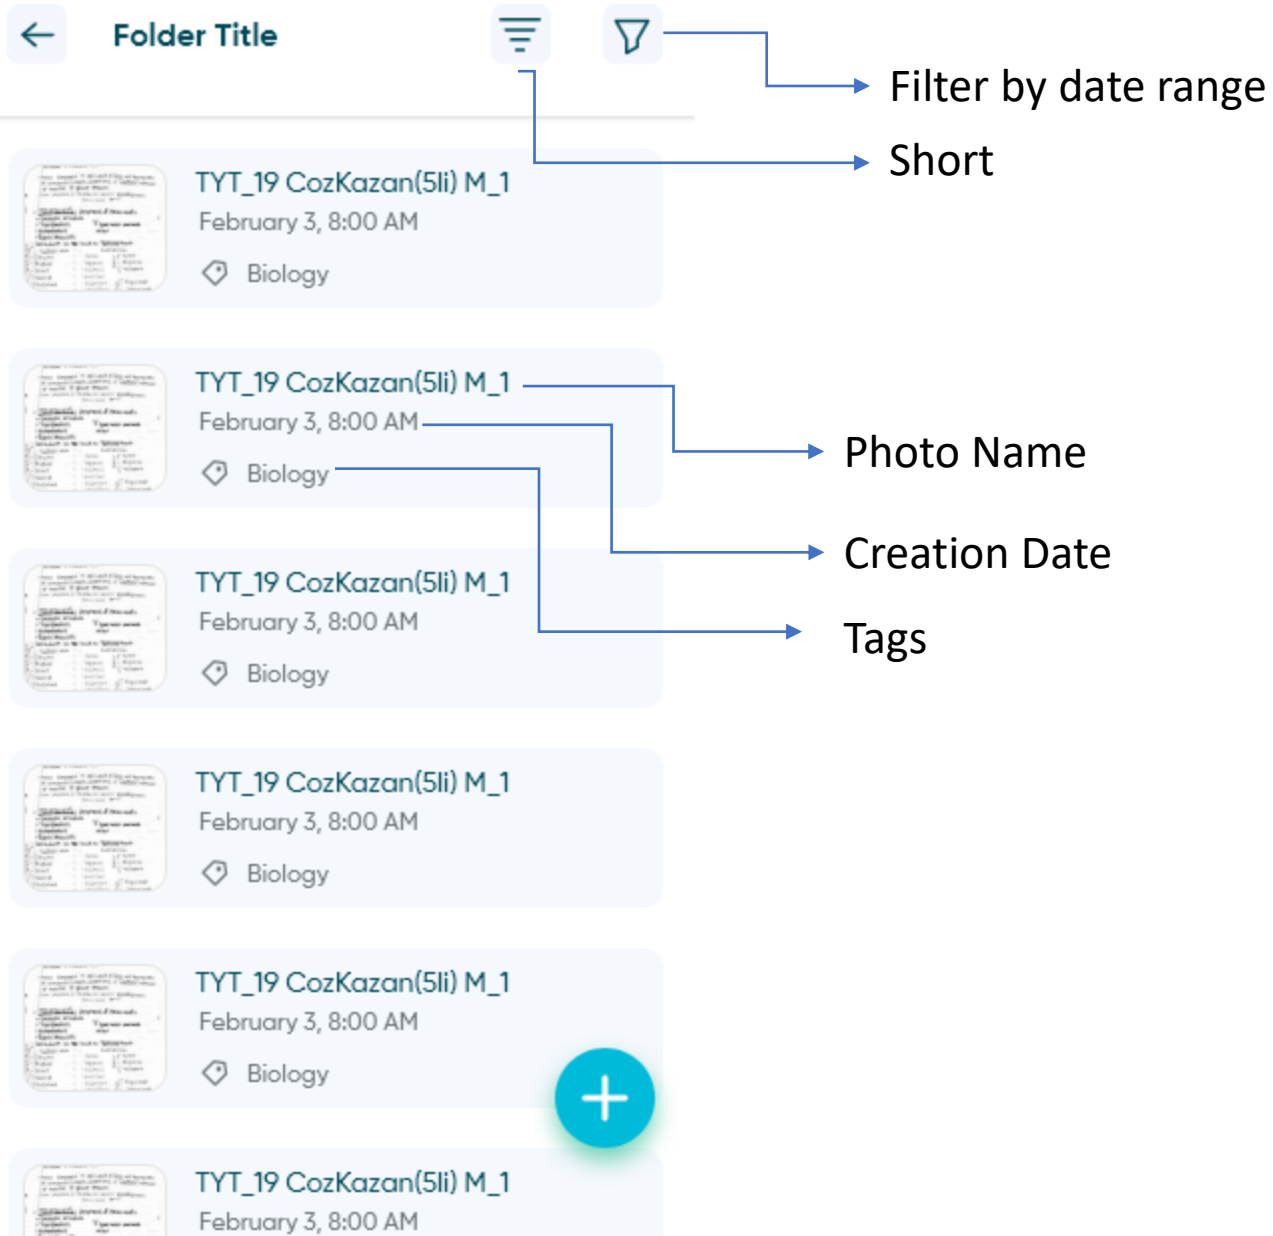 Folder Title
Filter by date range
Short
TYT_19 CozKazan(5li) M_1
February 3, 8:00 AM
Biology
TYT_19 CozKazan(5li) M_1
February 3, 8:00 AM
Biology
Photo Name
Creation Date
Tags
TYT_19 CozKazan(5li) M_1
February 3, 8:00 AM
Biology
TYT_19 CozKazan(5li) M_1
February 3, 8:00 AM
Biology
TYT_19 CozKazan(5li) M_1
February 3, 8:00 AM
Biology
TYT_19 CozKazan(5li) M_1
February 3, 8:00 AM